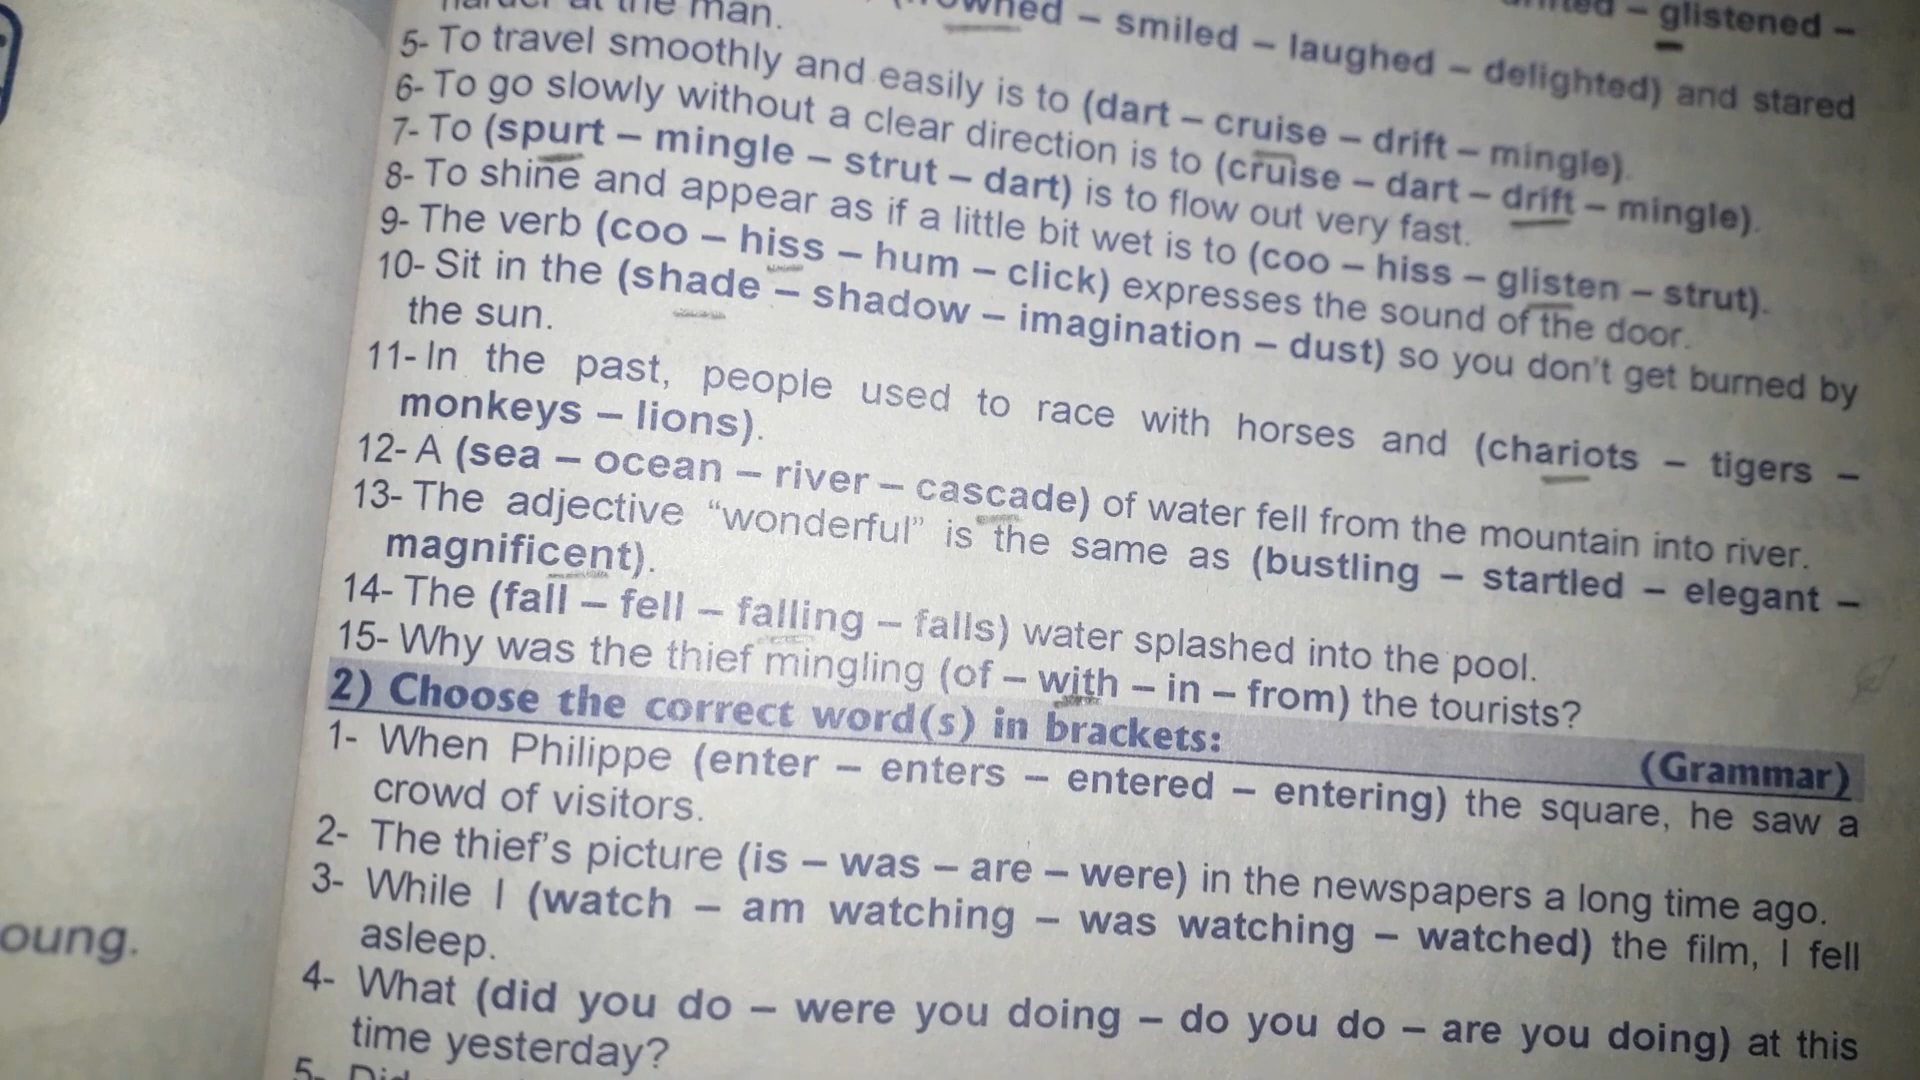 glistened –
harder at the man.
smiled – laughed – delighted) and stared
5- To travel smoothly and easily is to (dart – cruise – drift – mingle).
6- To go slowly without a clear direction is to (cruise – dart – drift – mingle).
7- To (spurt – mingle – strut – dart) is to flow out very fast.
8- To shine and appear as if a little bit wet is to (coo – hiss – glisten – strut).
9- The verb (coo – hiss – hum – click) expresses the sound of the door.
10- Sit in the (shade – shadow – imagination – dust) so you don't get burned by
the sun.
11- In the past, people used to race with horses and (chariots – tigers –
monkeys – lions).
12- A (sea – ocean – river – cascade) of water fell from the mountain into river.
13- The adjective “wonderful” is the same as (bustling – startled – elegant –
magnificent).
14- The (fall – fell – falling – falls) water splashed into the pool.
15- Why was the thief mingling (of – with – in – from) the tourists?
2) Choose the correct word(s) in brackets: (Grammar)
1- When Philippe (enter – enters – entered – entering) the square, he saw a
crowd of visitors.
2- The thief's picture (is – was – are – were) in the newspapers a long time ago.
3- While I (watch – am watching – was watching – watched) the film, I fell
asleep.
4- What (did you do – were you doing – do you do – are you doing) at this
time yesterday?
5- Did
oung.